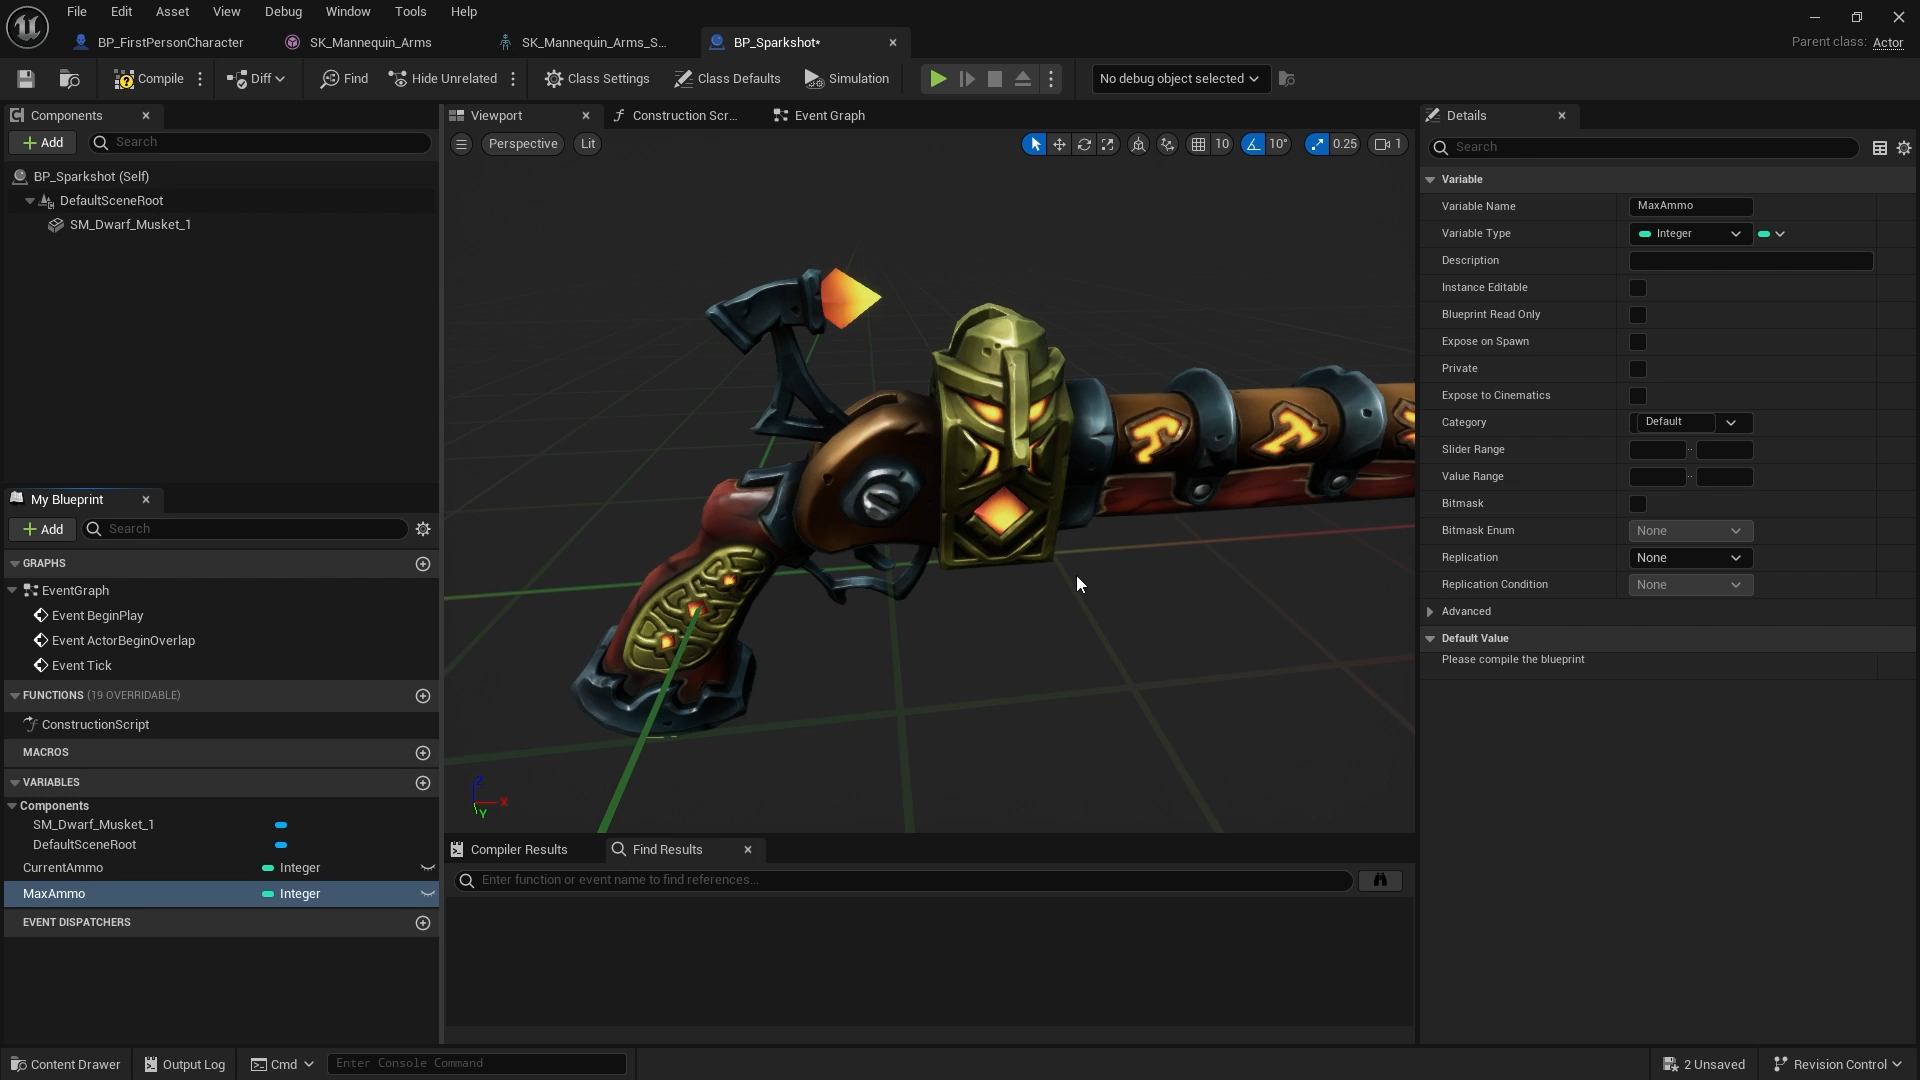 File Edit Asset View Debug Window Tools Help
BP_FirstPersonCharacter SK_Mannequin_Arms SK_Mannequin_Arms_S... BP_Sparkshot*
Parent class: Actor
Compile Diff Find Hide Unrelated Class Settings Class Defaults Simulation No debug object selected
Components
Add Search
BP_Sparkshot (Self)
DefaultSceneRoot
SM_Dwarf_Musket_1
My Blueprint
Add Search
GRAPHS
EventGraph
Event BeginPlay
Event ActorBeginOverlap
Event Tick
FUNCTIONS (19 OVERRIDABLE)
ConstructionScript
MACROS
VARIABLES
Components
SM_Dwarf_Musket_1
DefaultSceneRoot
CurrentAmmo Integer
MaxAmmo Integer
EVENT DISPATCHERS
Viewport Construction Scr... Event Graph
Perspective Lit 10 10° 0.25 1
Z
X
Y
Compiler Results Find Results
Enter function or event name to find references...
Details
Search
Variable
Variable Name MaxAmmo
Variable Type Integer
Description
Instance Editable
Blueprint Read Only
Expose on Spawn
Private
Expose to Cinematics
Category Default
Slider Range ..
Value Range ..
Bitmask
Bitmask Enum None
Replication None
Replication Condition None
Advanced
Default Value
Please compile the blueprint
Content Drawer Output Log Cmd Enter Console Command 2 Unsaved Revision Control